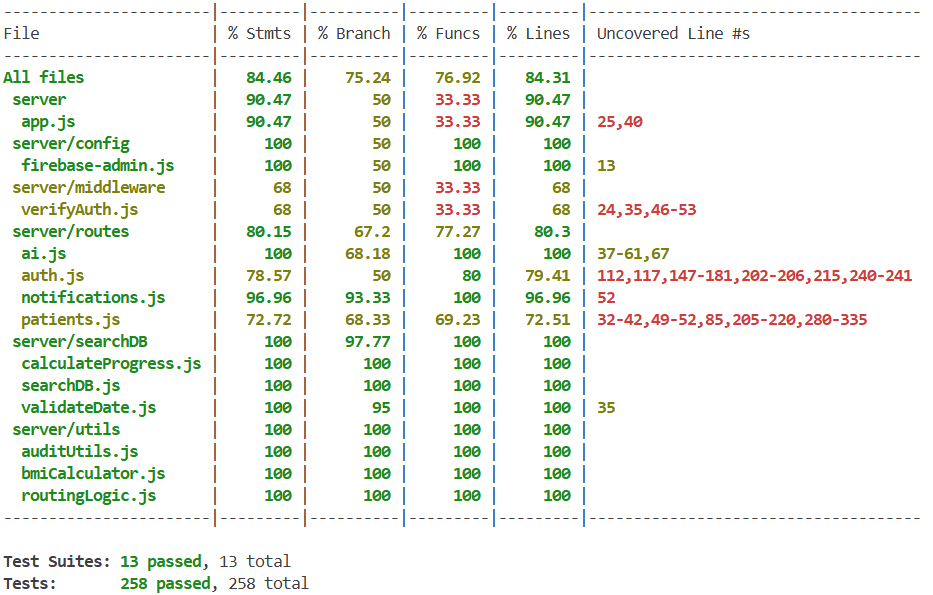 -----------------------|---------|----------|---------|---------|-------------------------------------
File                   | % Stmts | % Branch | % Funcs | % Lines | Uncovered Line #s
-----------------------|---------|----------|---------|---------|-------------------------------------
All files              |   84.46 |    75.24 |   76.92 |   84.31 |
 server                |   90.47 |       50 |   33.33 |   90.47 |
  app.js               |   90.47 |       50 |   33.33 |   90.47 | 25,40
 server/config         |     100 |       50 |     100 |     100 |
  firebase-admin.js    |     100 |       50 |     100 |     100 | 13
 server/middleware     |      68 |       50 |   33.33 |      68 |
  verifyAuth.js        |      68 |       50 |   33.33 |      68 | 24,35,46-53
 server/routes         |   80.15 |     67.2 |   77.27 |    80.3 |
  ai.js                |     100 |    68.18 |     100 |     100 | 37-61,67
  auth.js              |   78.57 |       50 |      80 |   79.41 | 112,117,147-181,202-206,215,240-241
  notifications.js     |   96.96 |    93.33 |     100 |   96.96 | 52
  patients.js          |   72.72 |    68.33 |   69.23 |   72.51 | 32-42,49-52,85,205-220,280-335
 server/searchDB       |     100 |    97.77 |     100 |     100 |
  calculateProgress.js |     100 |      100 |     100 |     100 |
  searchDB.js          |     100 |      100 |     100 |     100 |
  validateDate.js      |     100 |       95 |     100 |     100 | 35
 server/utils          |     100 |      100 |     100 |     100 |
  auditUtils.js        |     100 |      100 |     100 |     100 |
  bmiCalculator.js     |     100 |      100 |     100 |     100 |
  routingLogic.js      |     100 |      100 |     100 |     100 |
-----------------------|---------|----------|---------|---------|-------------------------------------
Test Suites: 13 passed, 13 total
Tests:       258 passed, 258 total